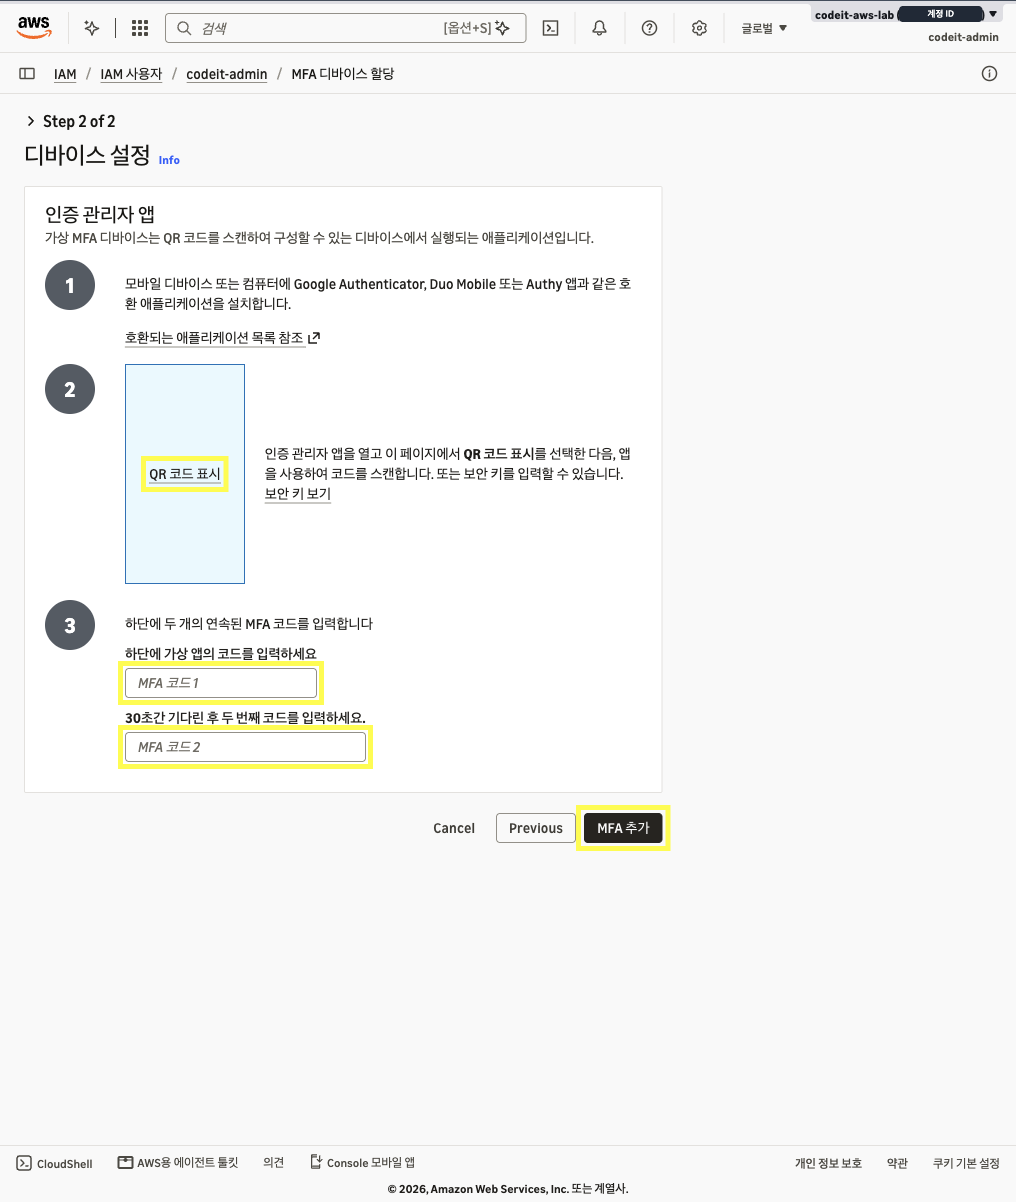 aws
검색
[옵션+S]
글로벌
codeit-aws-lab
계정 ID
codeit-admin
IAM / IAM 사용자 / codeit-admin / MFA 디바이스 할당
Step 2 of 2
디바이스 설정 Info
인증 관리자 앱
가상 MFA 디바이스는 QR 코드를 스캔하여 구성할 수 있는 디바이스에서 실행되는 애플리케이션입니다.
1
모바일 디바이스 또는 컴퓨터에 Google Authenticator, Duo Mobile 또는 Authy 앱과 같은 호
환 애플리케이션을 설치합니다.
호환되는 애플리케이션 목록 참조
2
QR 코드 표시
인증 관리자 앱을 열고 이 페이지에서 QR 코드 표시를 선택한 다음, 앱
을 사용하여 코드를 스캔합니다. 또는 보안 키를 입력할 수 있습니다.
보안 키 보기
3
하단에 두 개의 연속된 MFA 코드를 입력합니다
하단에 가상 앱의 코드를 입력하세요
MFA 코드 1
30초간 기다린 후 두 번째 코드를 입력하세요.
MFA 코드 2
Cancel
Previous
MFA 추가
CloudShell
AWS용 에이전트 툴킷
의견
Console 모바일 앱
개인 정보 보호
약관
쿠키 기본 설정
© 2026, Amazon Web Services, Inc. 또는 계열사.